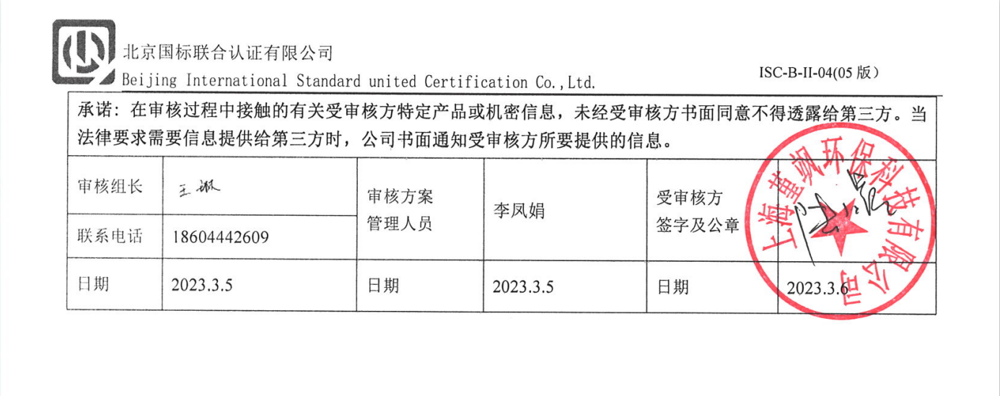 北京国标联合认证有限公司
Beijing International Standard united Certification Co.,Ltd.
ISC-B-II-04(05 版)
承诺：在审核过程中接触的有关受审核方特定产品或机密信息，未经受审核方书面同意不得透露给第三方。当
法律要求需要信息提供给第三方时，公司书面通知受审核方所要提供的信息。
审核组长
审核方案
管理人员
李凤娟
受审核方
签字及公章
联系电话
18604442609
日期
2023.3.5
日期
2023.3.5
日期
2023.3.6
上海堇飒环保科技有限公司